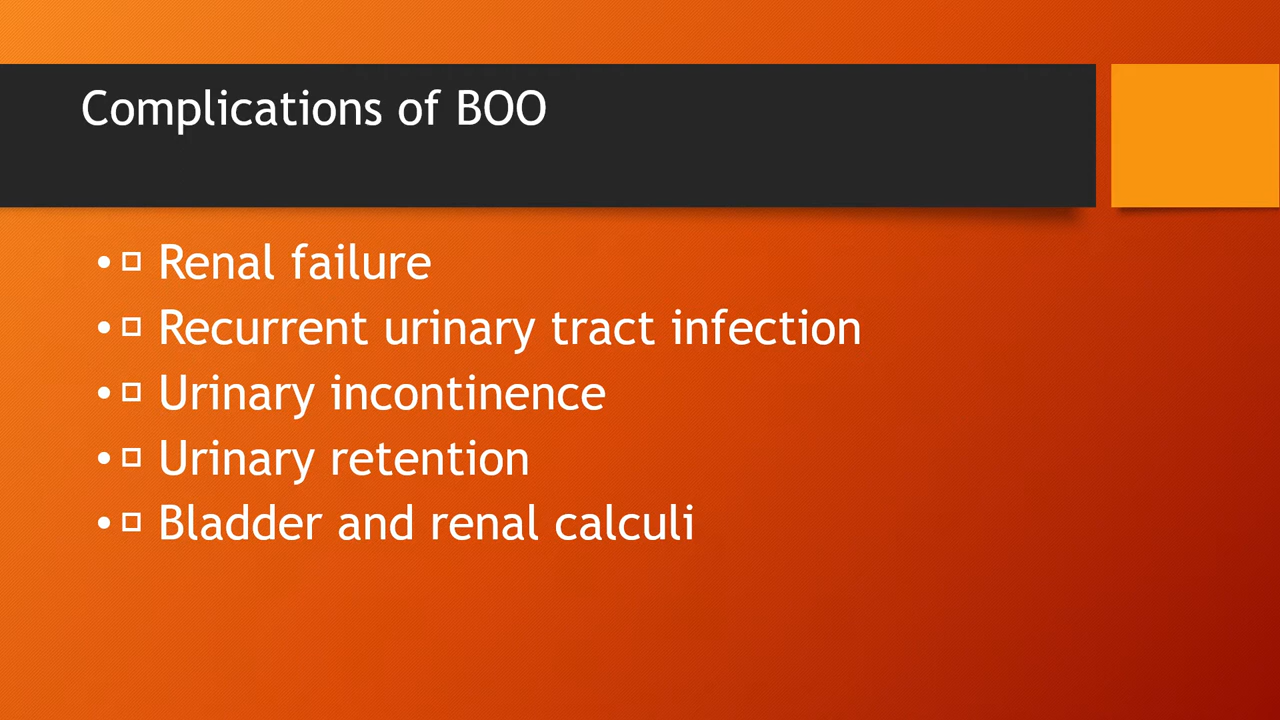 Complications of BOO
•□ Renal failure
•□ Recurrent urinary tract infection
•□ Urinary incontinence
•□ Urinary retention
•□ Bladder and renal calculi